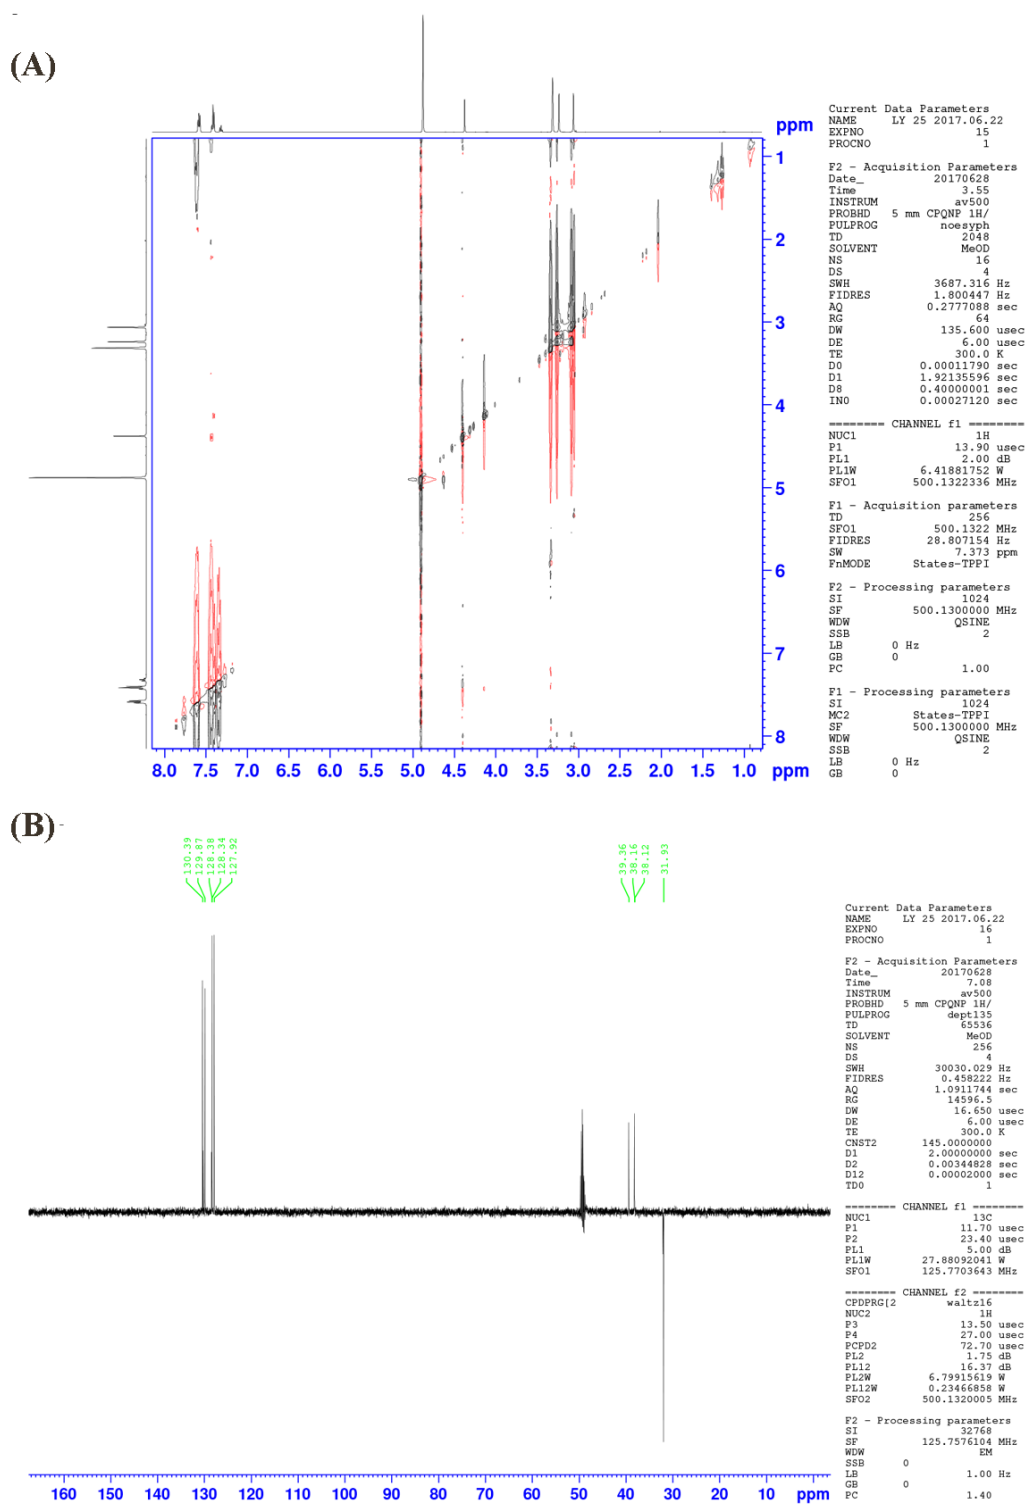 (A)
ppm
1
2
3
4
5
6
7
8
8.0 7.5 7.0 6.5 6.0 5.5 5.0 4.5 4.0 3.5 3.0 2.5 2.0 1.5 1.0 ppm
Current Data Parameters
NAME LY 25 2017.06.22
EXPNO 15
PROCNO 1
F2 - Acquisition Parameters
Date_ 20170628
Time 3.55
INSTRUM av500
PROBHD 5 mm CPQNP 1H/
PULPROG noesyph
TD 2048
SOLVENT MeOD
NS 16
DS 4
SWH 3687.316 Hz
FIDRES 1.800447 Hz
AQ 0.2777088 sec
RG 64
DW 135.600 usec
DE 6.00 usec
TE 300.0 K
D0 0.00011790 sec
D1 1.92135596 sec
D8 0.40000001 sec
IN0 0.00027120 sec
======== CHANNEL f1 ========
NUC1 1H
P1 13.90 usec
PL1 2.00 dB
PL1W 6.41881752 W
SFO1 500.1322336 MHz
F1 - Acquisition parameters
TD 256
SFO1 500.1322 MHz
FIDRES 28.807154 Hz
SW 7.373 ppm
FnMODE States-TPPI
F2 - Processing parameters
SI 1024
SF 500.1300000 MHz
WDW QSINE
SSB 2
LB 0 Hz
GB 0
PC 1.00
F1 - Processing parameters
SI 1024
MC2 States-TPPI
SF 500.1300000 MHz
WDW QSINE
SSB 2
LB 0 Hz
GB 0
(B)
130.39
129.87
128.38
128.34
127.92
39.36
38.16
38.12
31.93
160 150 140 130 120 110 100 90 80 70 60 50 40 30 20 10 ppm
Current Data Parameters
NAME LY 25 2017.06.22
EXPNO 16
PROCNO 1
F2 - Acquisition Parameters
Date_ 20170628
Time 7.08
INSTRUM av500
PROBHD 5 mm CPQNP 1H/
PULPROG dept135
TD 65536
SOLVENT MeOD
NS 256
DS 4
SWH 30030.029 Hz
FIDRES 0.458222 Hz
AQ 1.0911744 sec
RG 14596.5
DW 16.650 usec
DE 6.00 usec
TE 300.0 K
CNST2 145.0000000
D1 2.00000000 sec
D2 0.00344828 sec
D12 0.00002000 sec
TD0 1
======== CHANNEL f1 ========
NUC1 13C
P1 11.70 usec
P2 23.40 usec
PL1 5.00 dB
PL1W 27.88092041 W
SFO1 125.7703643 MHz
======== CHANNEL f2 ========
CPDPRG[2 waltz16
NUC2 1H
P3 13.50 usec
P4 27.00 usec
PCPD2 72.70 usec
PL2 1.75 dB
PL12 16.37 dB
PL2W 6.79915619 W
PL12W 0.23466858 W
SFO2 500.1320005 MHz
F2 - Processing parameters
SI 32768
SF 125.7576104 MHz
WDW EM
SSB 0
LB 1.00 Hz
GB 0
PC 1.40